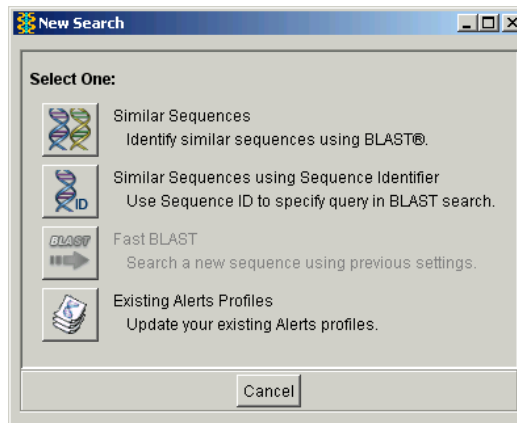 New Search
Select One:
Similar Sequences
Identify similar sequences using BLAST®.
Similar Sequences using Sequence Identifier
Use Sequence ID to specify query in BLAST search.
ID
BLAST
Fast BLAST
Search a new sequence using previous settings.
Existing Alerts Profiles
Update your existing Alerts profiles.
Cancel